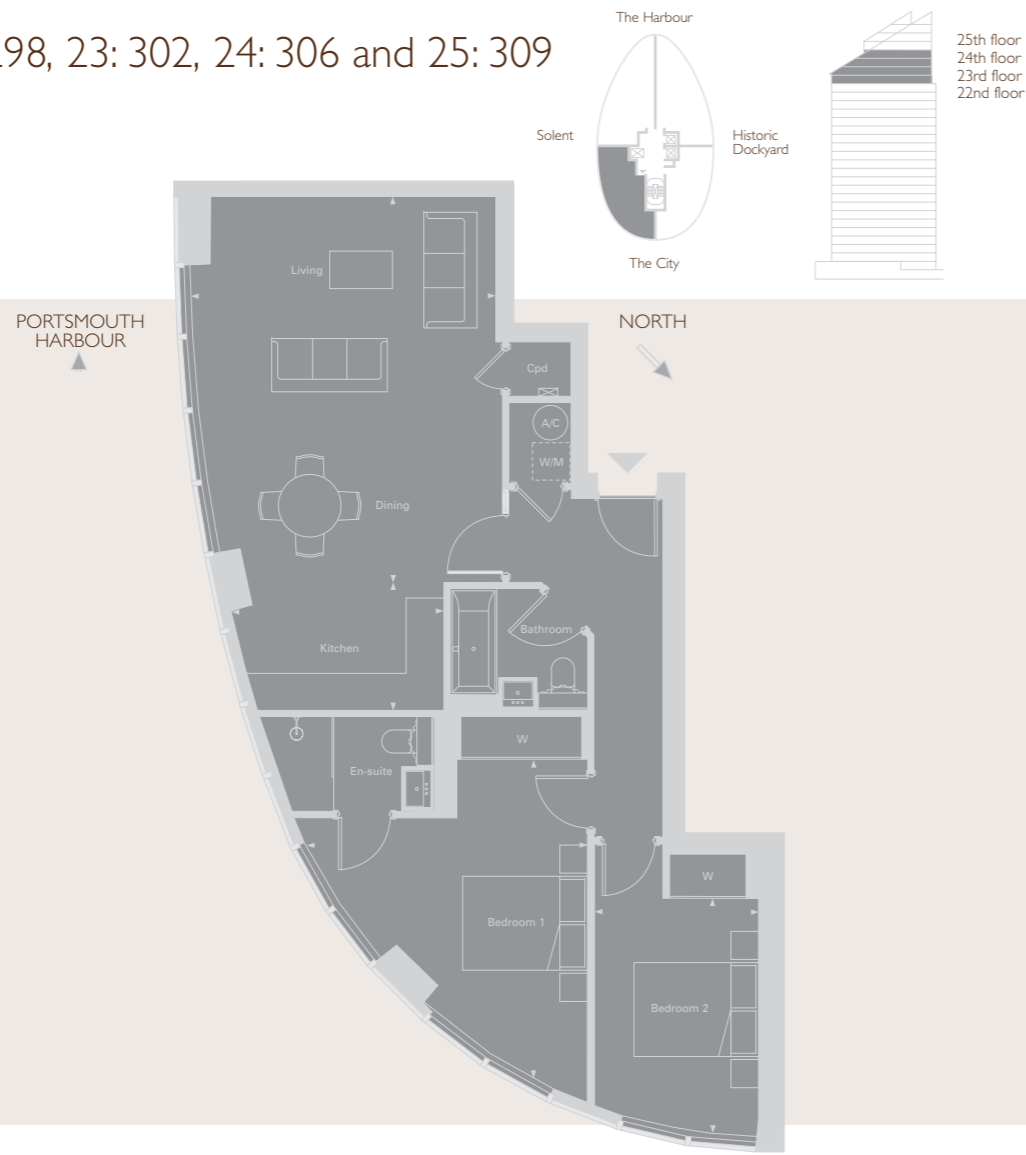 98, 23: 302, 24: 306 and 25: 309
The Harbour
Solent
Historic
Dockyard
The City
25th floor
24th floor
23rd floor
22nd floor
PORTSMOUTH
HARBOUR
NORTH
Living
Cpd
A/C
W/M
Dining
Bathroom
Kitchen
W
En-suite
W
Bedroom 1
Bedroom 2